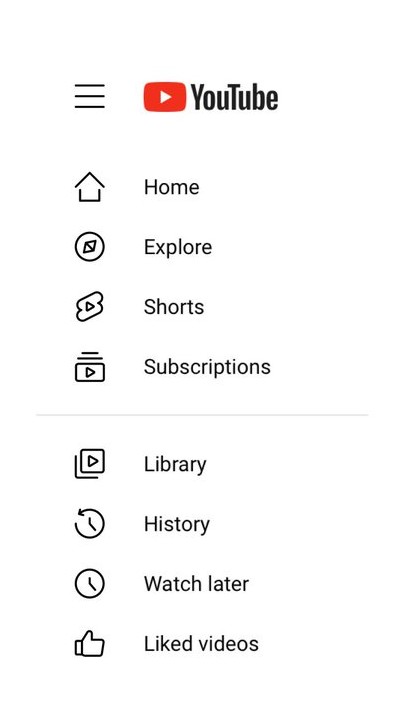 YouTube
Home
Explore
Shorts
Subscriptions
Library
History
Watch later
Liked videos